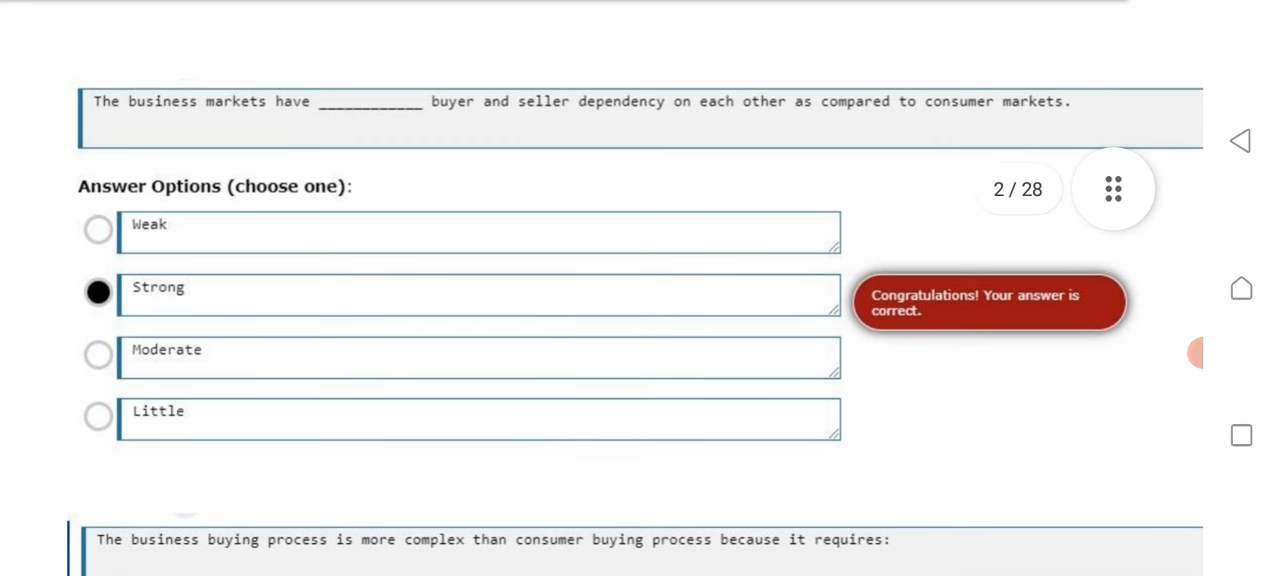 The business markets have ____________ buyer and seller dependency on each other as compared to consumer markets.
Answer Options (choose one):
2 / 28
Weak
Strong
Congratulations! Your answer is
correct.
Moderate
Little
The business buying process is more complex than consumer buying process because it requires: